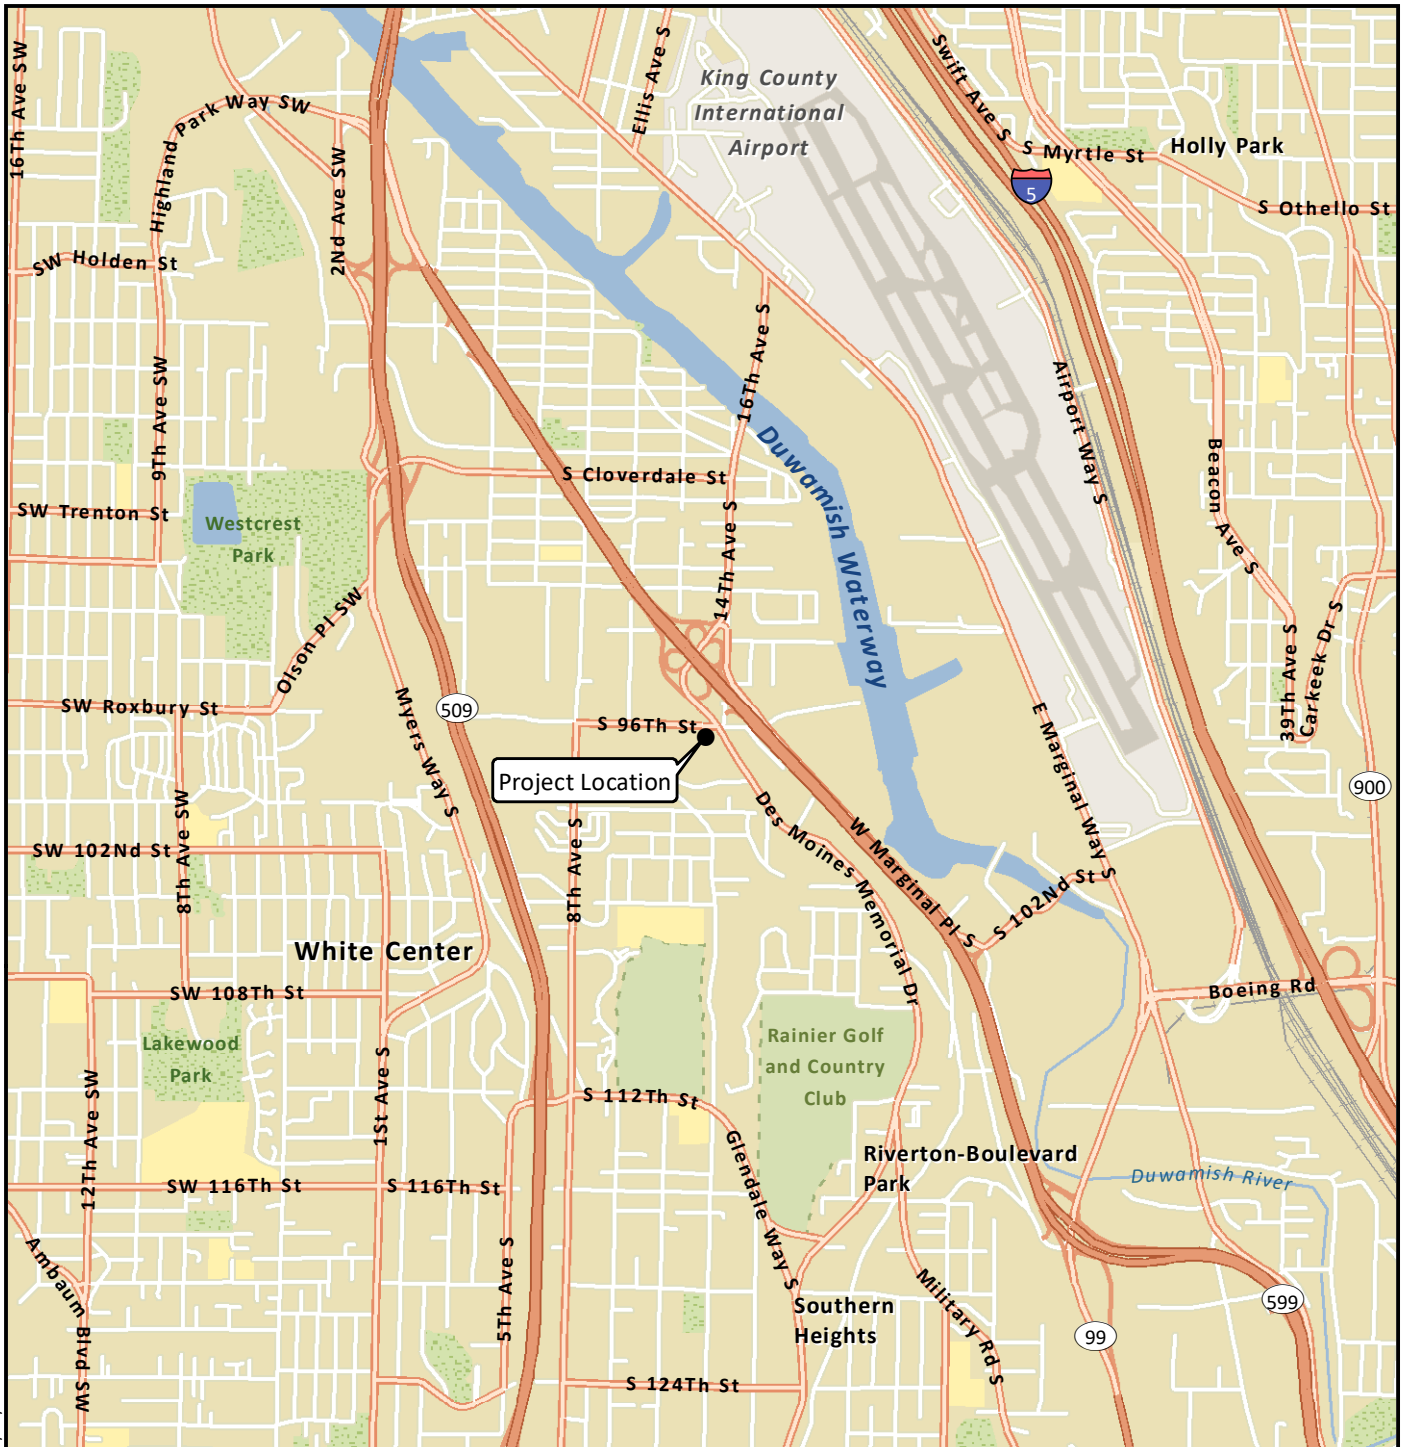 King County
International
Airport
Ellis Ave S
Swift Ave S
16Th Ave SW
Highland Park Way SW
2Nd Ave SW
S Myrtle St
Holly Park
5
S Othello St
SW Holden St
16Th Ave S
9Th Ave SW
Airport Way S
Beacon Ave S
S Cloverdale St
Duwamish Waterway
SW Trenton St
Westcrest
Park
14Th Ave S
Olson Pl SW
39Th Ave S
Carkeek Dr S
SW Roxbury St
Myers Way S
509
S 96Th St
Project Location
E Marginal Way S
900
Des Moines Memorial Dr
W Marginal Pl S
SW 102Nd St
8Th Ave SW
8Th Ave S
S 102Nd St
White Center
SW 108Th St
Boeing Rd
Lakewood
Park
Rainier Golf
and Country
Club
1St Ave S
12Th Ave SW
S 112Th St
Glendale Way S
Riverton-Boulevard
Park
Duwamish River
SW 116Th St
S 116Th St
Ambaum Blvd SW
5Th Ave S
Southern
Heights
Military Rd S
599
99
S 124Th St